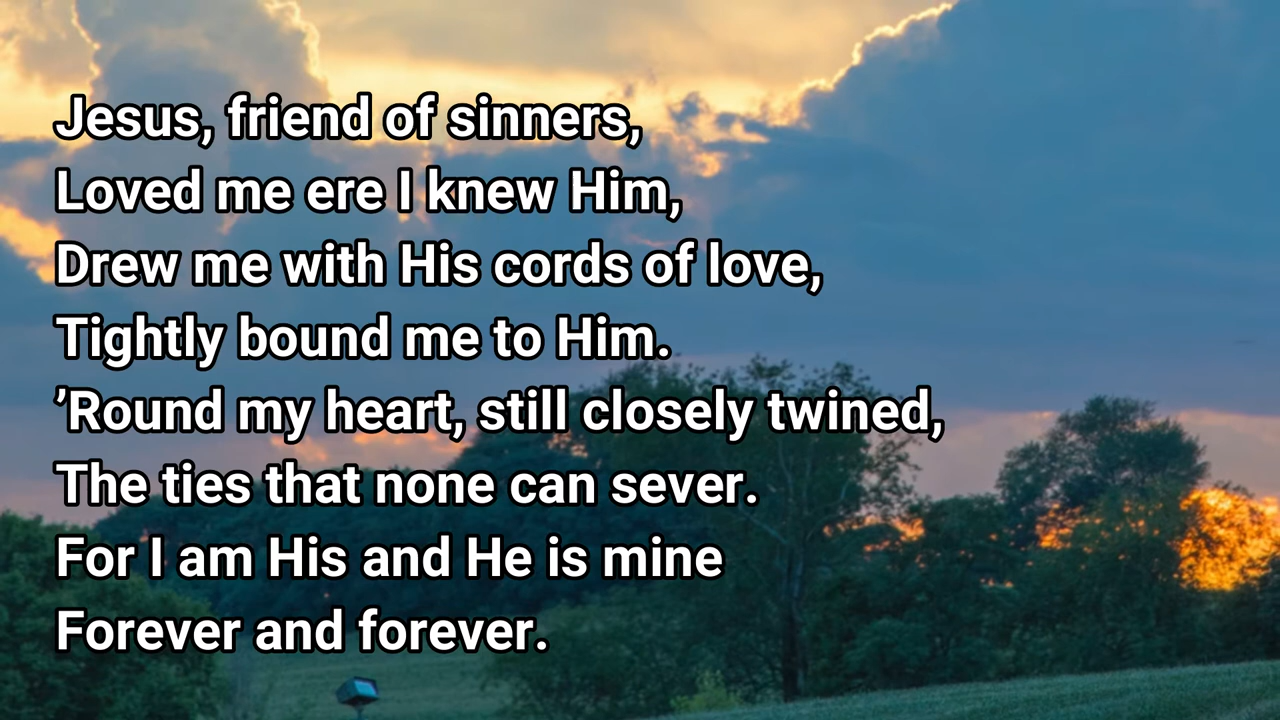 Jesus, friend of sinners,
Loved me ere I knew Him,
Drew me with His cords of love,
Tightly bound me to Him.
’Round my heart, still closely twined,
The ties that none can sever.
For I am His and He is mine
Forever and forever.